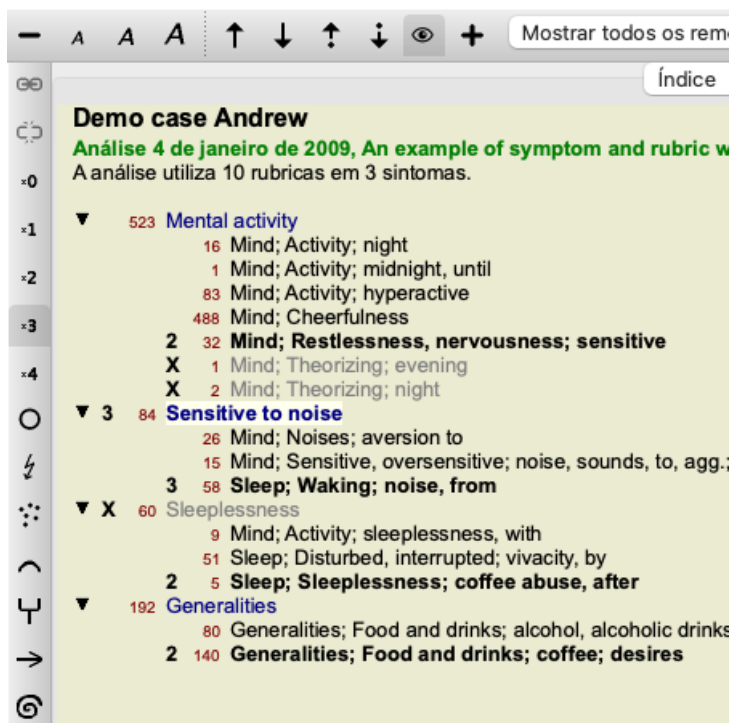 A A A Mostrar todos os rem
Índice
Demo case Andrew
Análise 4 de janeiro de 2009, An example of symptom and rubric w
A análise utiliza 10 rubricas em 3 sintomas.
×0
×1
×2
×3
×4
523 Mental activity
16 Mind; Activity; night
1 Mind; Activity; midnight, until
83 Mind; Activity; hyperactive
488 Mind; Cheerfulness
2 32 Mind; Restlessness, nervousness; sensitive
X 1 Mind; Theorizing; evening
X 2 Mind; Theorizing; night
3 84 Sensitive to noise
26 Mind; Noises; aversion to
15 Mind; Sensitive, oversensitive; noise, sounds, to, agg.;
3 58 Sleep; Waking; noise, from
X 60 Sleeplessness
9 Mind; Activity; sleeplessness, with
51 Sleep; Disturbed, interrupted; vivacity, by
2 5 Sleep; Sleeplessness; coffee abuse, after
192 Generalities
80 Generalities; Food and drinks; alcohol, alcoholic drinks
2 140 Generalities; Food and drinks; coffee; desires